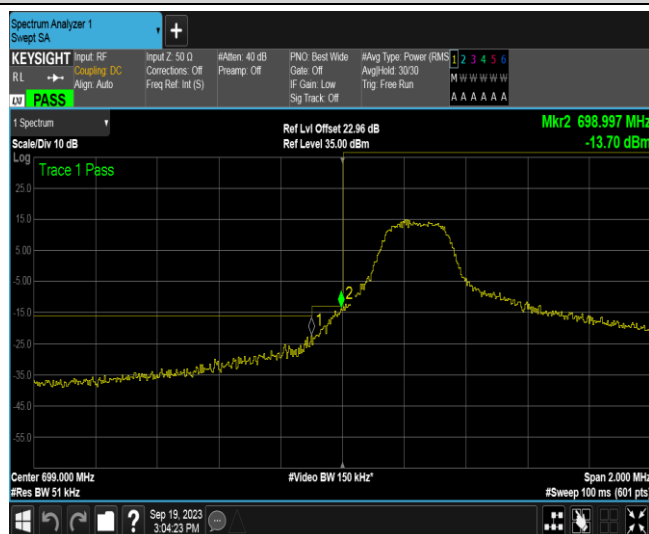 Spectrum Analyzer 1
Swept SA
+
KEYSIGHT Input: RF Input Z: 50 Ω #Atten: 40 dB PNO: Best Wide #Avg Type: Power (RMS 1 2 3 4 5 6
RL Coupling: DC Corrections: Off Preamp: Off Gate: Off Avg|Hold: 30/30 M W W W W W
Align: Auto Freq Ref: Int (S) IF Gain: Low Trig: Free Run
LXI PASS Sig Track: Off A A A A A A
1 Spectrum Ref Lvl Offset 22.96 dB Mkr2 698.997 MHz
Scale/Div 10 dB Ref Level 35.00 dBm -13.70 dBm
Log Trace 1 Pass
25.0
15.0
5.00
-5.00
2
-15.0
1
-25.0
-35.0
-45.0
-55.0
Center 699.000 MHz #Video BW 150 kHz* Span 2.000 MHz
#Res BW 51 kHz #Sweep 100 ms (601 pts)
? Sep 19, 2023
3:04:23 PM